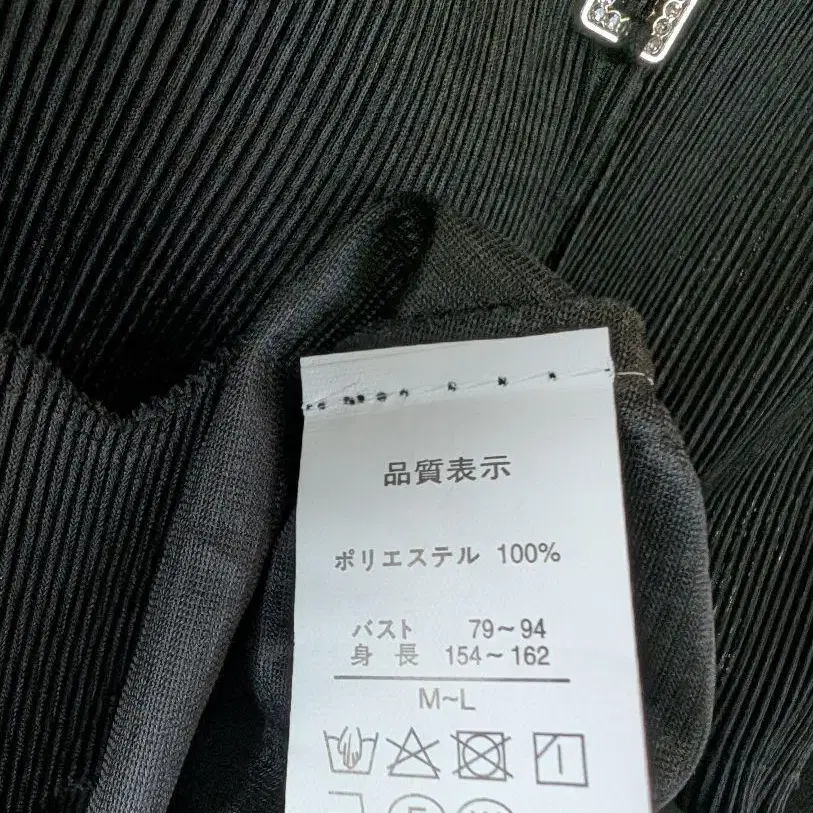 品質表示
ポリエステル 100%
バスト 79～94
身長 154～162
M~L